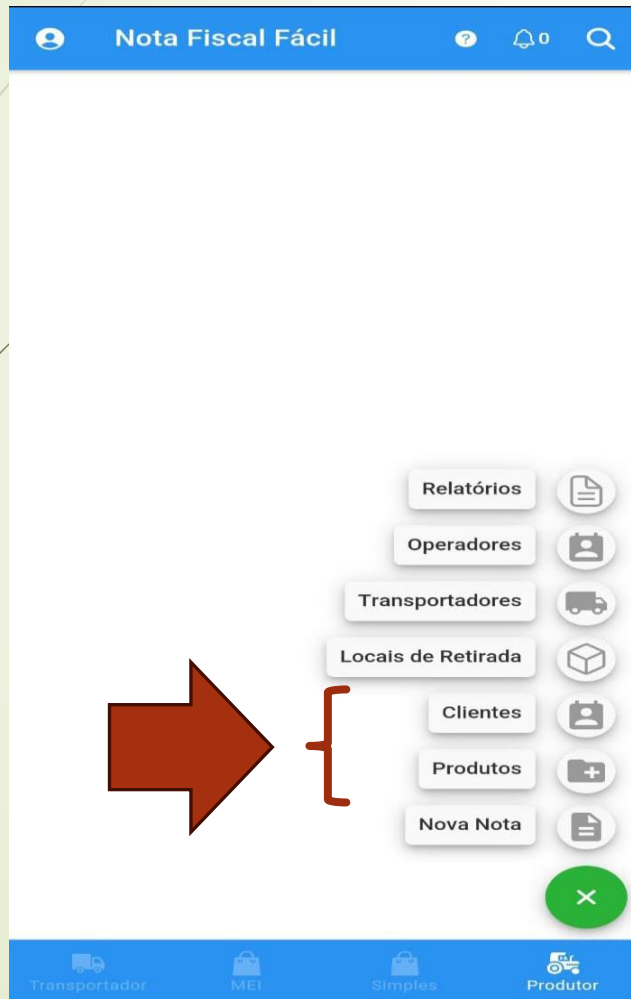 Nota Fiscal Fácil ? 0
Relatórios
Operadores
Transportadores
Locais de Retirada
Clientes
Produtos
Nova Nota
Transportador MEI Simples Produtor